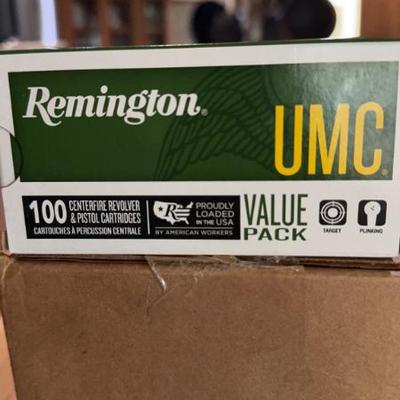 Remington®
UMC®
100 CENTERFIRE REVOLVER
& PISTOL CARTRIDGES
CARTOUCHES À PERCUSSION CENTRALE
R PROUDLY
LOADED
IN THE USA
BY AMERICAN WORKERS
VALUE
PACK
TARGET
PLINKING